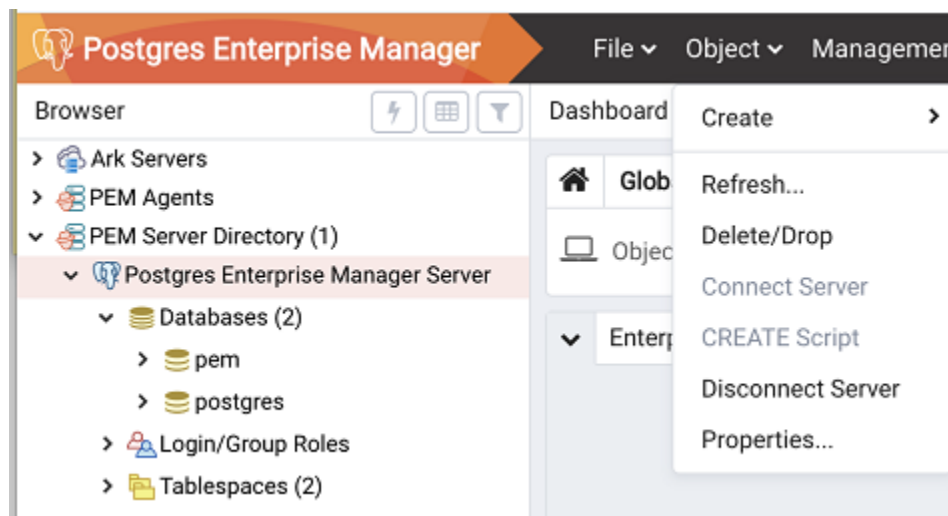 Postgres Enterprise Manager
File Object Managemer
Browser
Dashboard
Create
Ark Servers
PEM Agents
Glob
Refresh...
PEM Server Directory (1)
Delete/Drop
Objec
Postgres Enterprise Manager Server
Connect Server
Databases (2)
Enterp
CREATE Script
pem
Disconnect Server
postgres
Login/Group Roles
Properties...
Tablespaces (2)